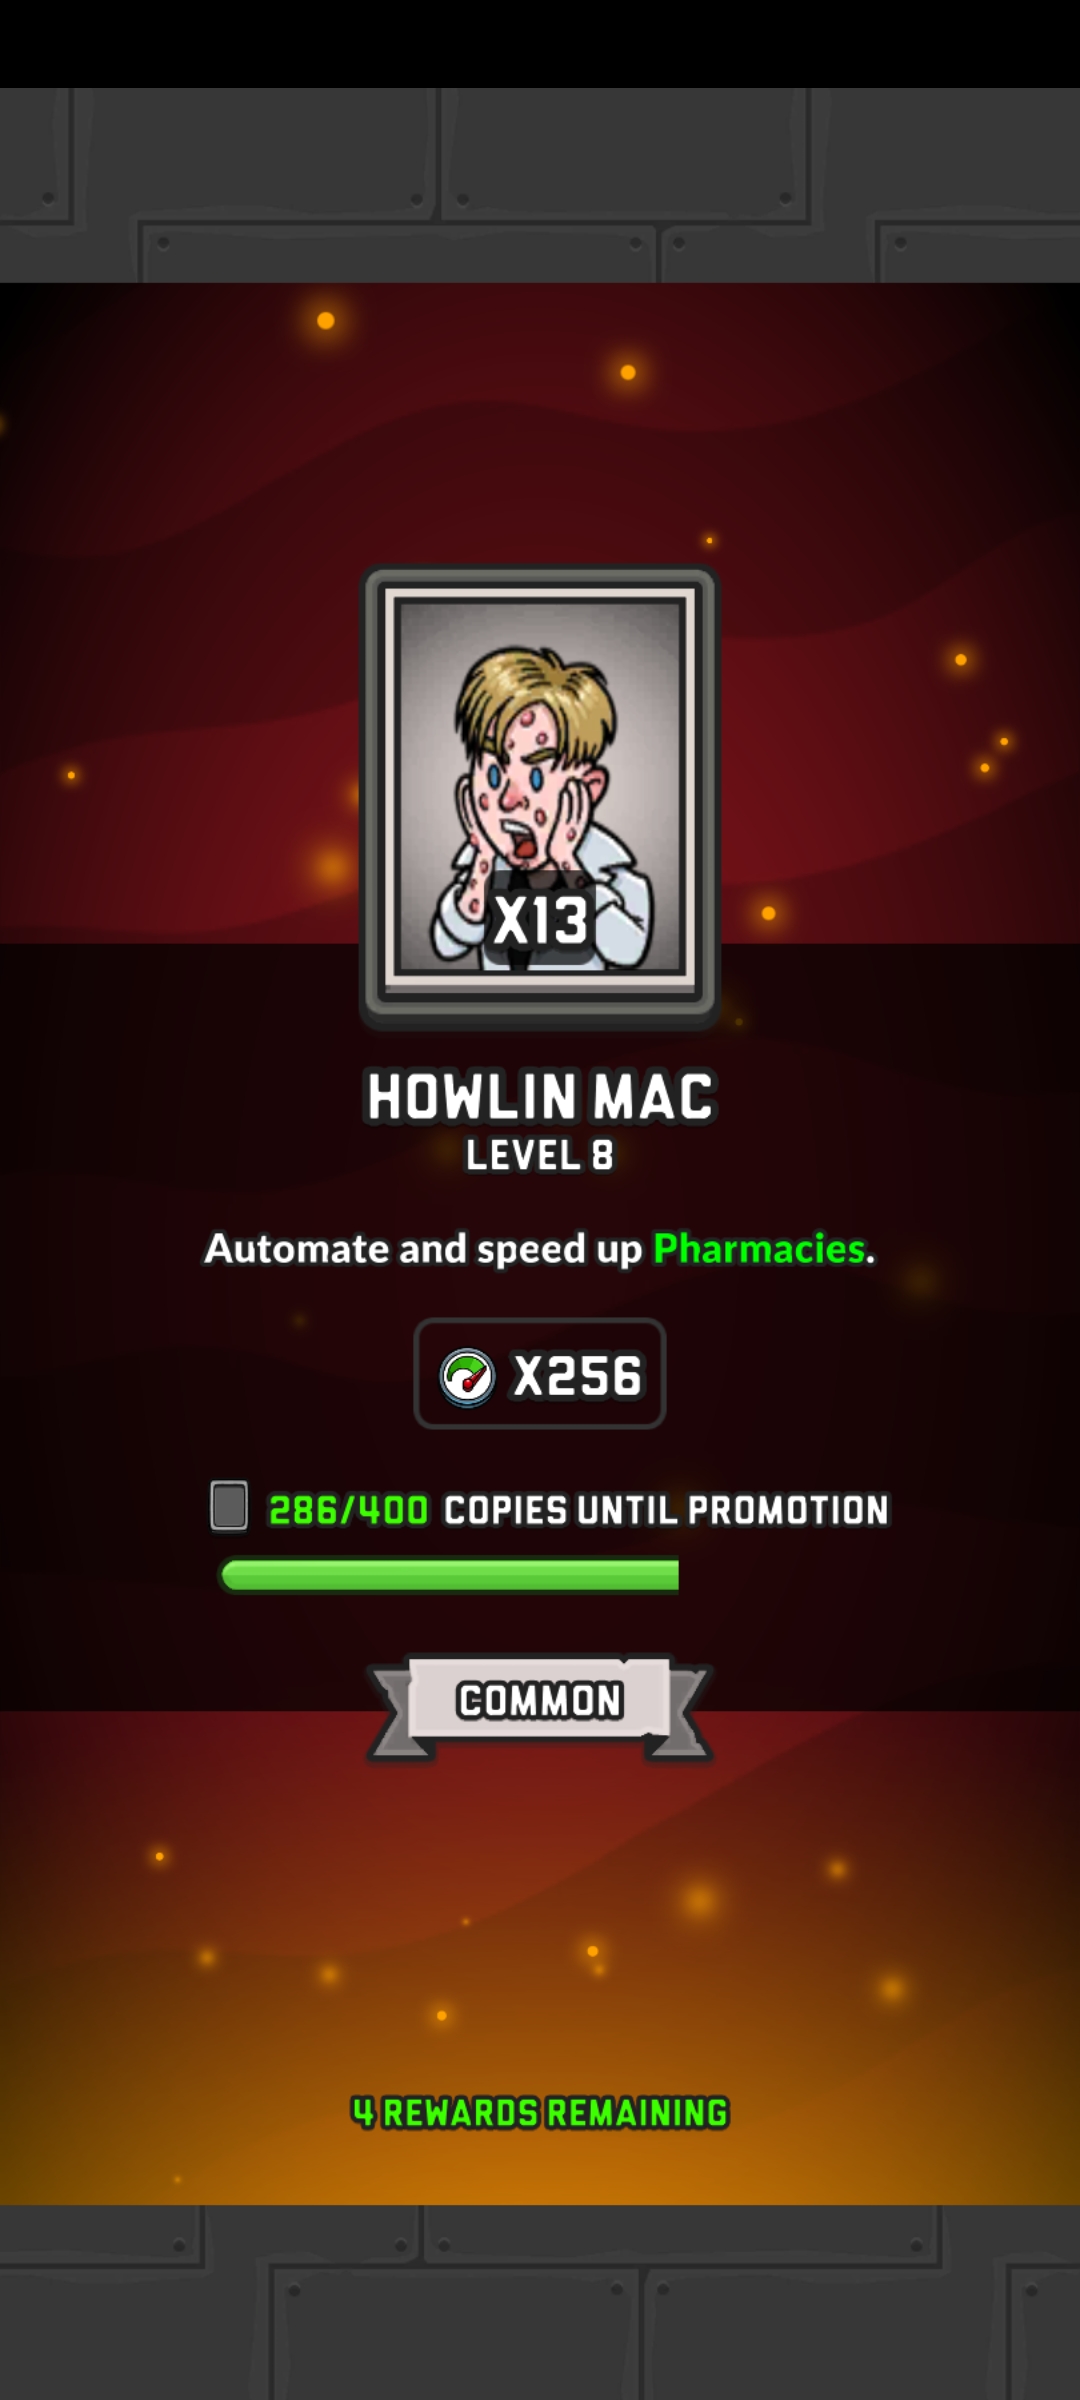 X13
HOWLIN MAC
LEVEL 8
Automate and speed up Pharmacies.
X256
286/400 COPIES UNTIL PROMOTION
COMMON
4 REWARDS REMAINING